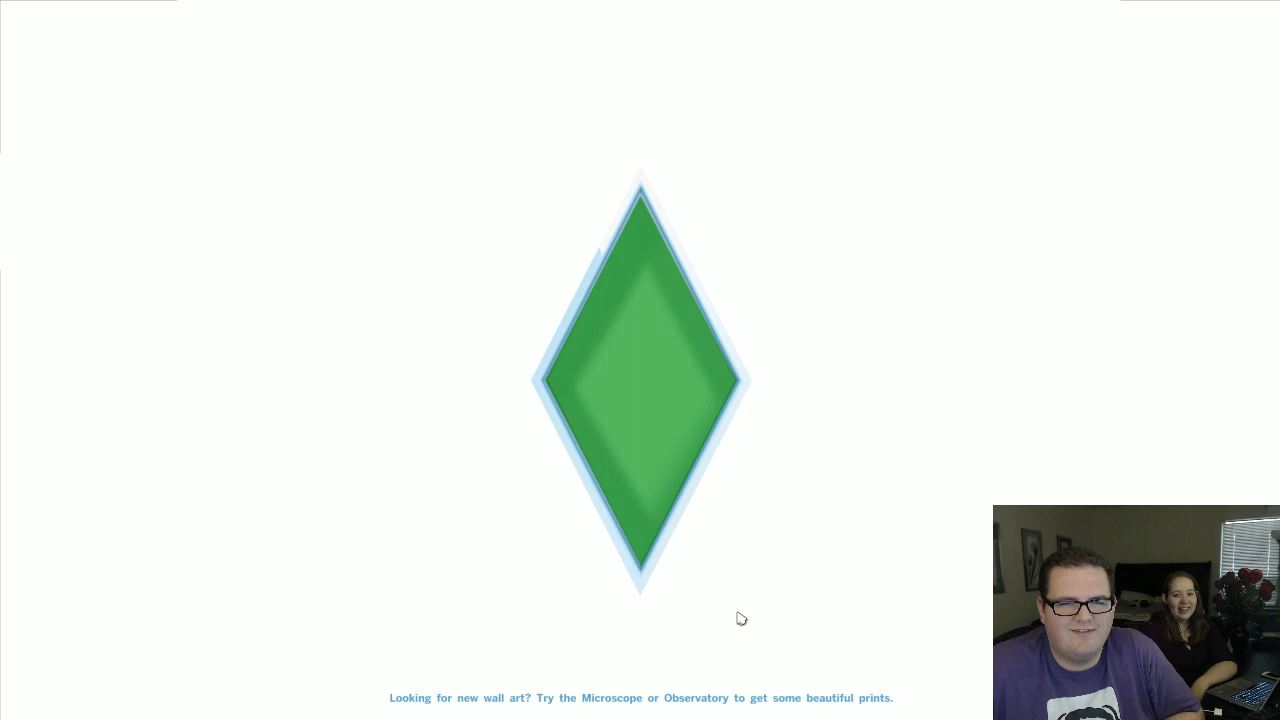 Looking for new wall art? Try the Microscope or Observatory to get some beautiful prints.